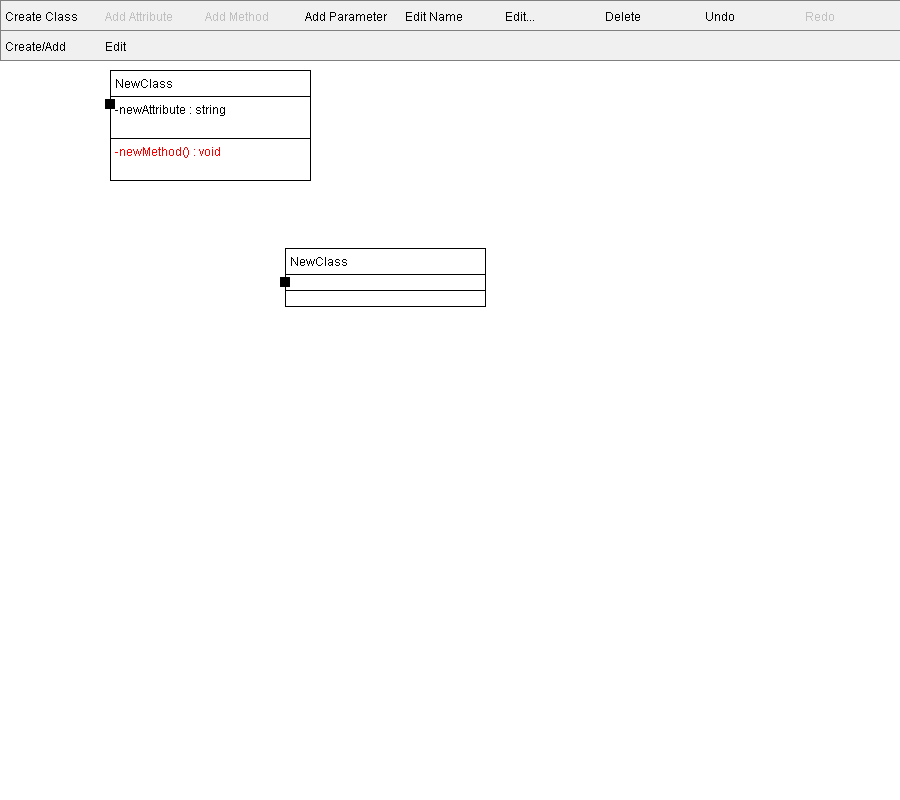 Create Class Add Attribute Add Method Add Parameter Edit Name Edit... Delete Undo Redo
Create/Add Edit
NewClass
-newAttribute : string
-newMethod() : void
NewClass